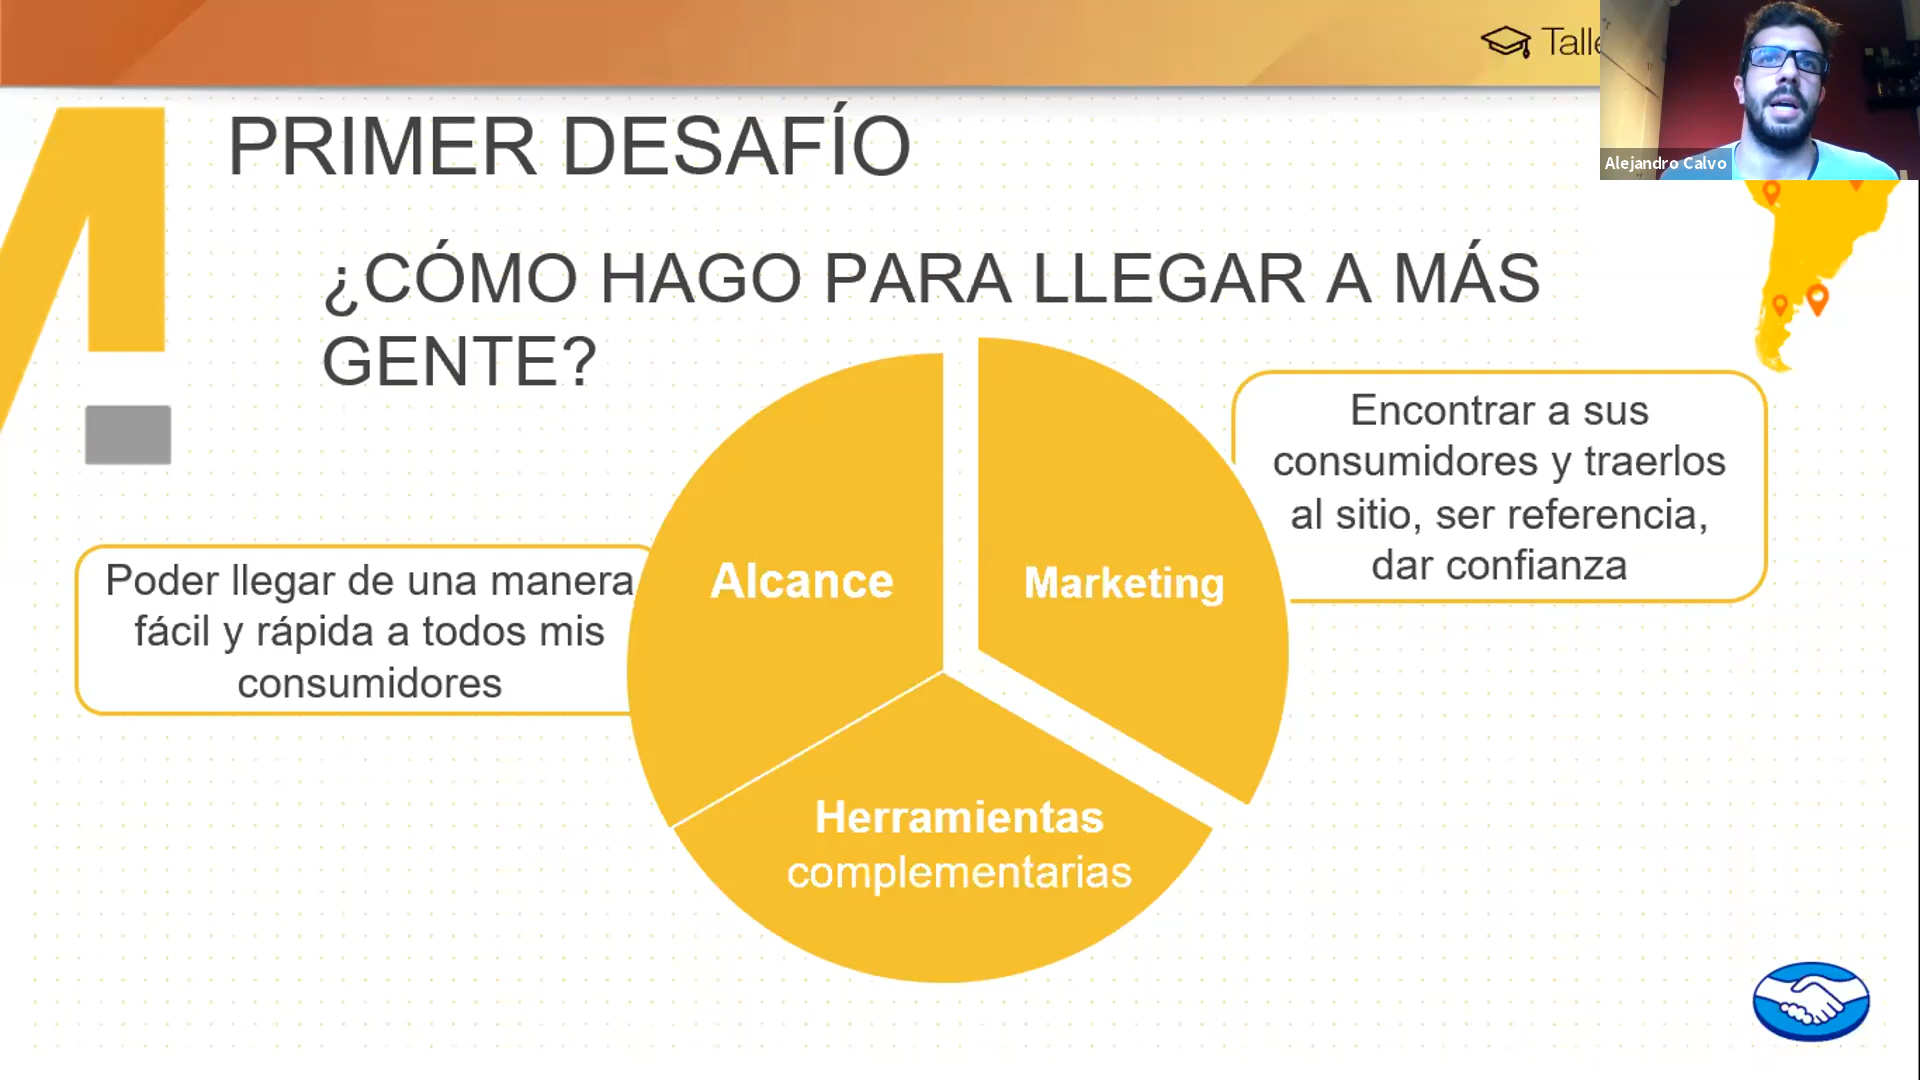 Alejandro Calvo
PRIMER DESAFÍO
¿CÓMO HAGO PARA LLEGAR A MÁS
GENTE?
Encontrar a sus
consumidores y traerlos
al sitio, ser referencia,
dar confianza
Poder llegar de una manera
fácil y rápida a todos mis
consumidores
Alcance
Marketing
Herramientas
complementarias